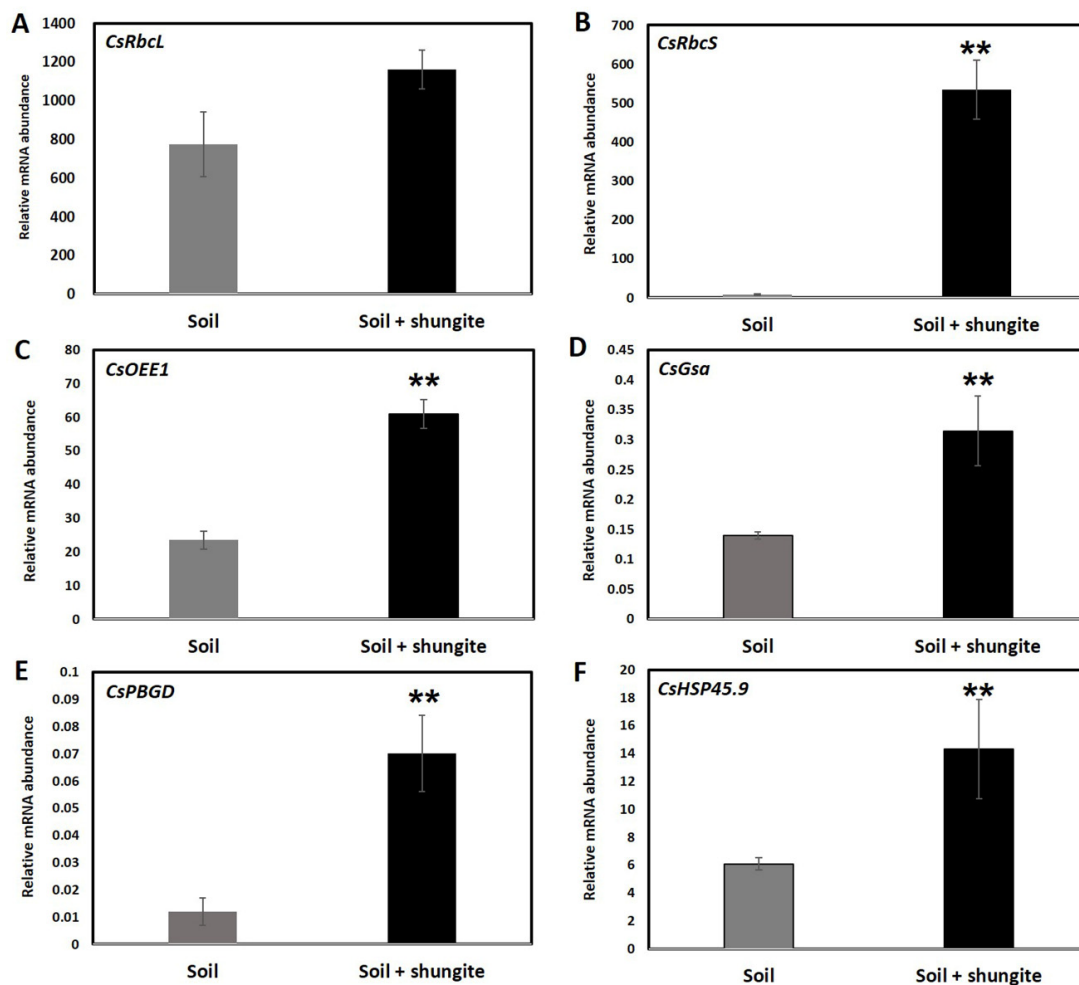 A
CsRbcL
Relative mRNA abundance
1400
1200
1000
800
600
400
200
0
Soil
Soil + shungite
B
CsRbcS
**
Relative mRNA abundance
700
600
500
400
300
200
100
0
Soil
Soil + shungite
C
CsOEE1
**
Relative mRNA abundance
80
70
60
50
40
30
20
10
0
Soil
Soil + shungite
D
CsGsa
**
Relative mRNA abundance
0.45
0.4
0.35
0.3
0.25
0.2
0.15
0.1
0.05
0
Soil
Soil + shungite
E
CsPBGD
**
Relative mRNA abundance
0.1
0.09
0.08
0.07
0.06
0.05
0.04
0.03
0.02
0.01
0
Soil
Soil + shungite
F
CsHSP45.9
**
Relative mRNA abundance
20
18
16
14
12
10
8
6
4
2
0
Soil
Soil + shungite